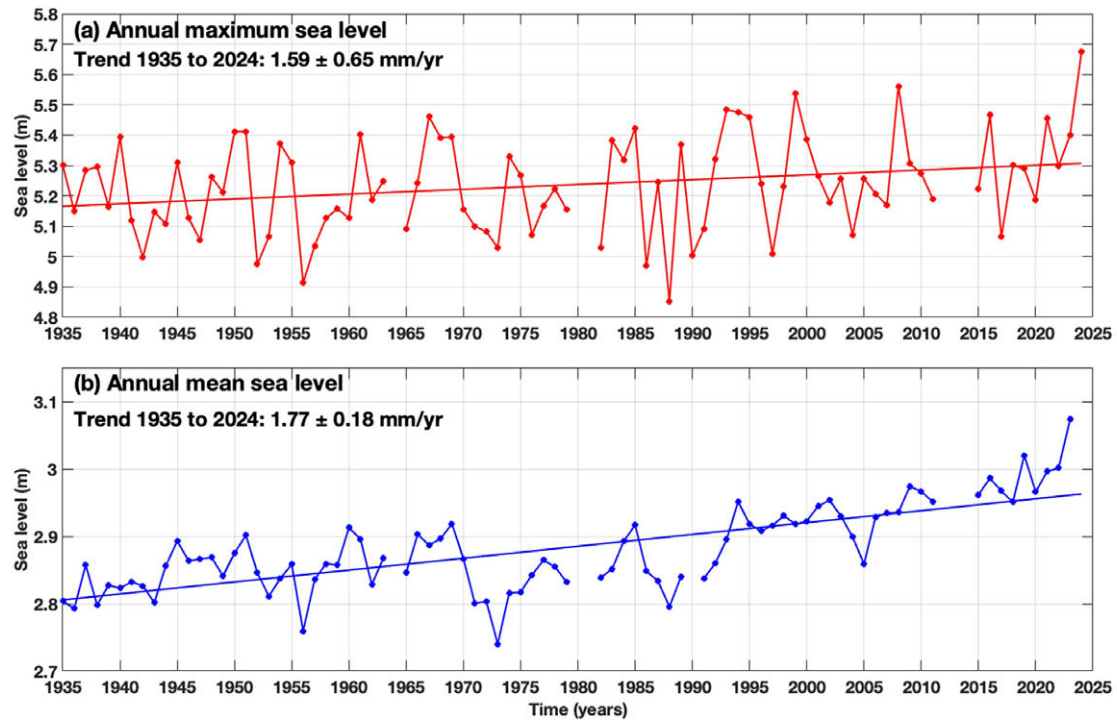 (a) Annual maximum sea level
Trend 1935 to 2024: 1.59 ± 0.65 mm/yr
Sea level (m)
5.8
5.7
5.6
5.5
5.4
5.3
5.2
5.1
5
4.9
4.8
1935 1940 1945 1950 1955 1960 1965 1970 1975 1980 1985 1990 1995 2000 2005 2010 2015 2020 2025
(b) Annual mean sea level
Trend 1935 to 2024: 1.77 ± 0.18 mm/yr
Sea level (m)
3.1
3
2.9
2.8
2.7
1935 1940 1945 1950 1955 1960 1965 1970 1975 1980 1985 1990 1995 2000 2005 2010 2015 2020 2025
Time (years)